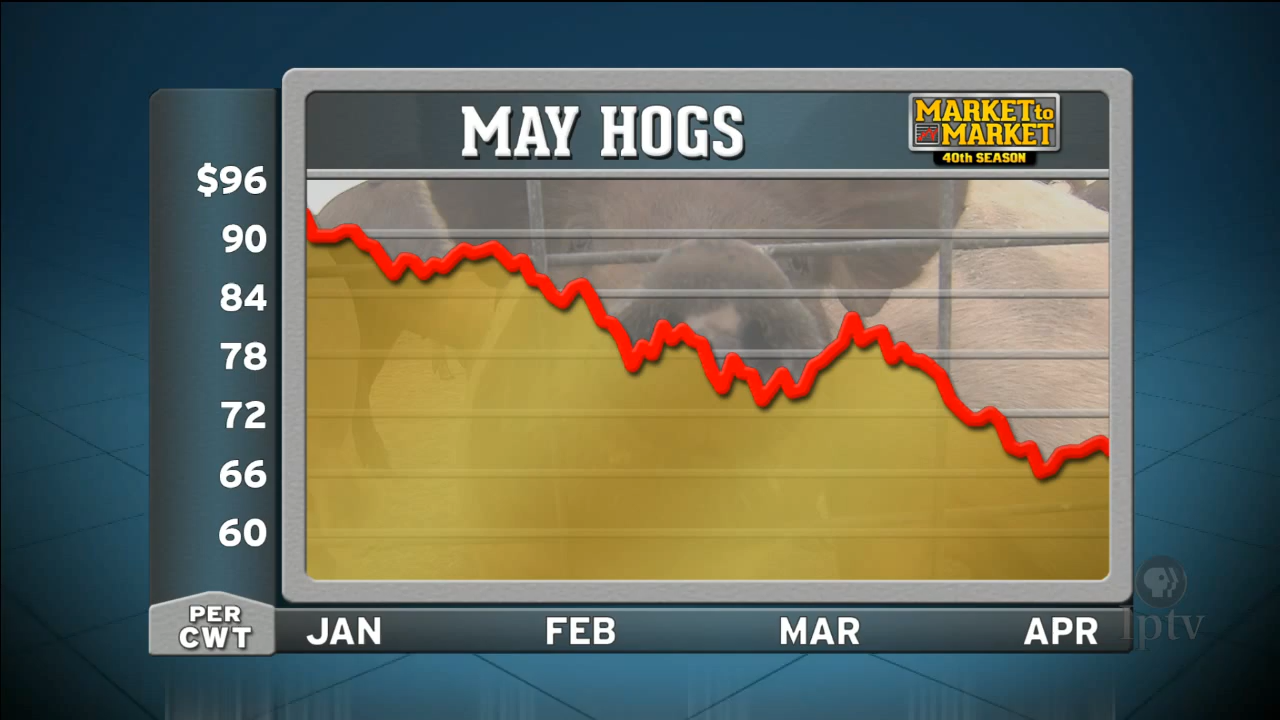 MAY HOGS
MARKET to
MARKET
40th SEASON
$96
90
84
78
72
66
60
PER
CWT
JAN FEB MAR APR
iptv